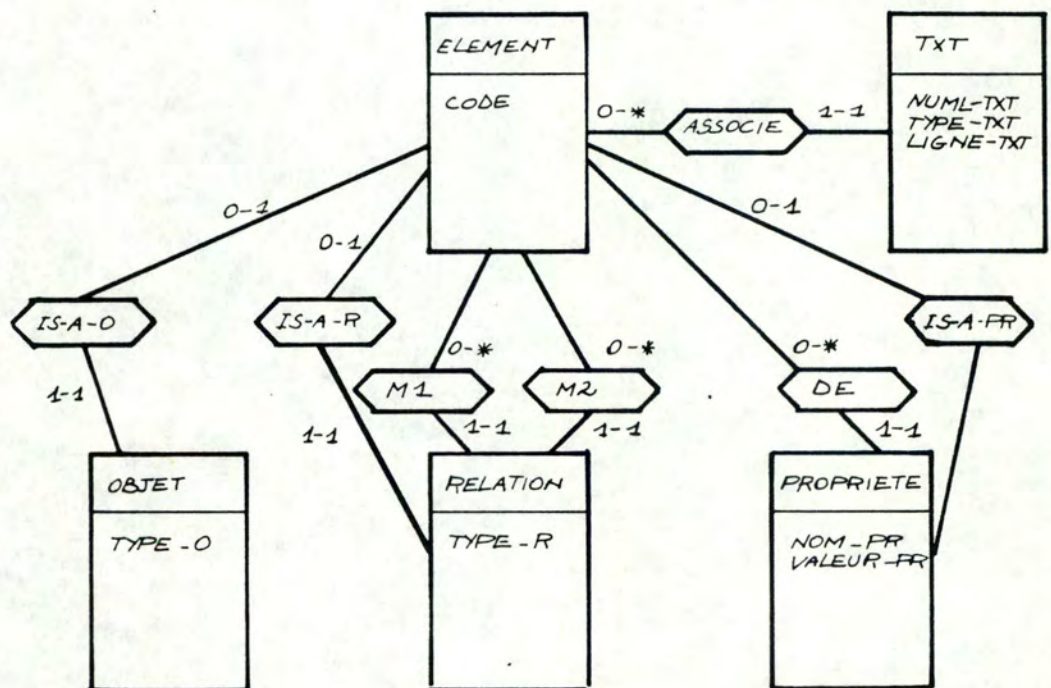 ELEMENT
CODE
TXT
NUML-TXT
TYPE-TXT
LIGNE-TXT
0-*
ASSOCIE
1-1
0-1
0-1
0-1
IS-A-O
IS-A-R
IS-A-PR
0-*
0-*
0-*
M1
M2
DE
1-1
1-1
1-1
1-1
1-1
OBJET
TYPE-O
RELATION
TYPE-R
PROPRIETE
NOM-PR
VALEUR-PR